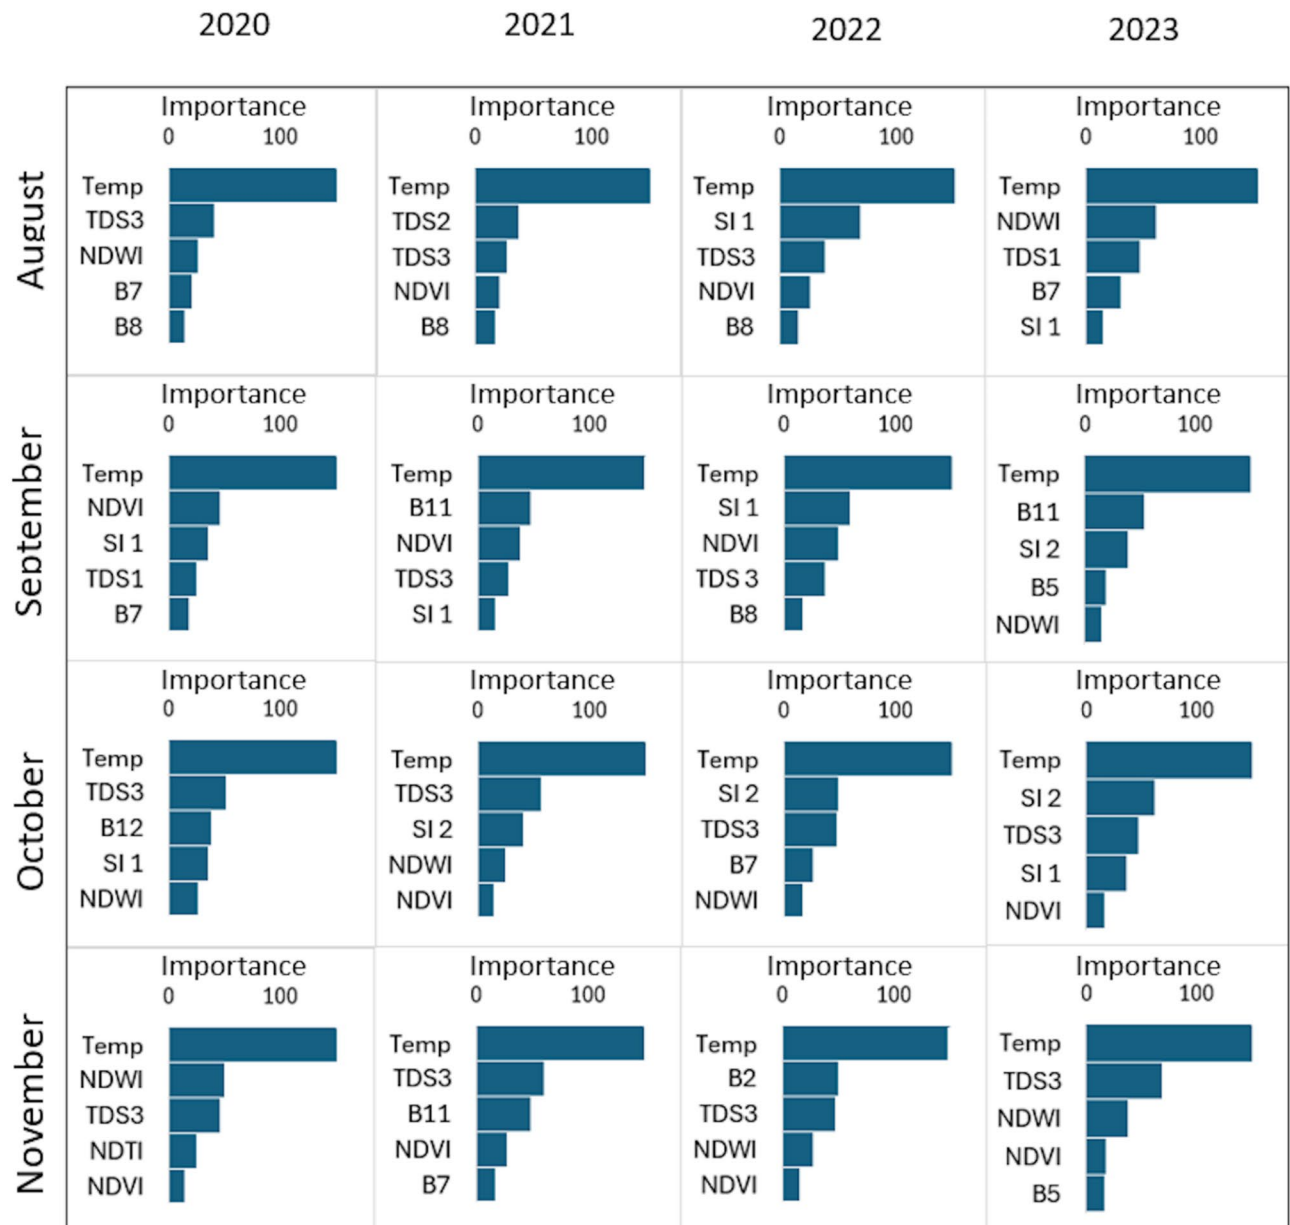 2020 2021 2022 2023
August
Importance
0 100
Temp
TDS3
NDWI
B7
B8
Importance
0 100
Temp
TDS2
TDS3
NDVI
B8
Importance
0 100
Temp
SI 1
TDS3
NDVI
B8
Importance
0 100
Temp
NDWI
TDS1
B7
SI 1
September
Importance
0 100
Temp
NDVI
SI 1
TDS1
B7
Importance
0 100
Temp
B11
NDVI
TDS3
SI 1
Importance
0 100
Temp
SI 1
NDVI
TDS 3
B8
Importance
0 100
Temp
B11
SI 2
B5
NDWI
October
Importance
0 100
Temp
TDS3
B12
SI 1
NDWI
Importance
0 100
Temp
TDS3
SI 2
NDWI
NDVI
Importance
0 100
Temp
SI 2
TDS3
B7
NDWI
Importance
0 100
Temp
SI 2
TDS3
SI 1
NDVI
November
Importance
0 100
Temp
NDWI
TDS3
NDTI
NDVI
Importance
0 100
Temp
TDS3
B11
NDVI
B7
Importance
0 100
Temp
B2
TDS3
NDWI
NDVI
Importance
0 100
Temp
TDS3
NDWI
NDVI
B5